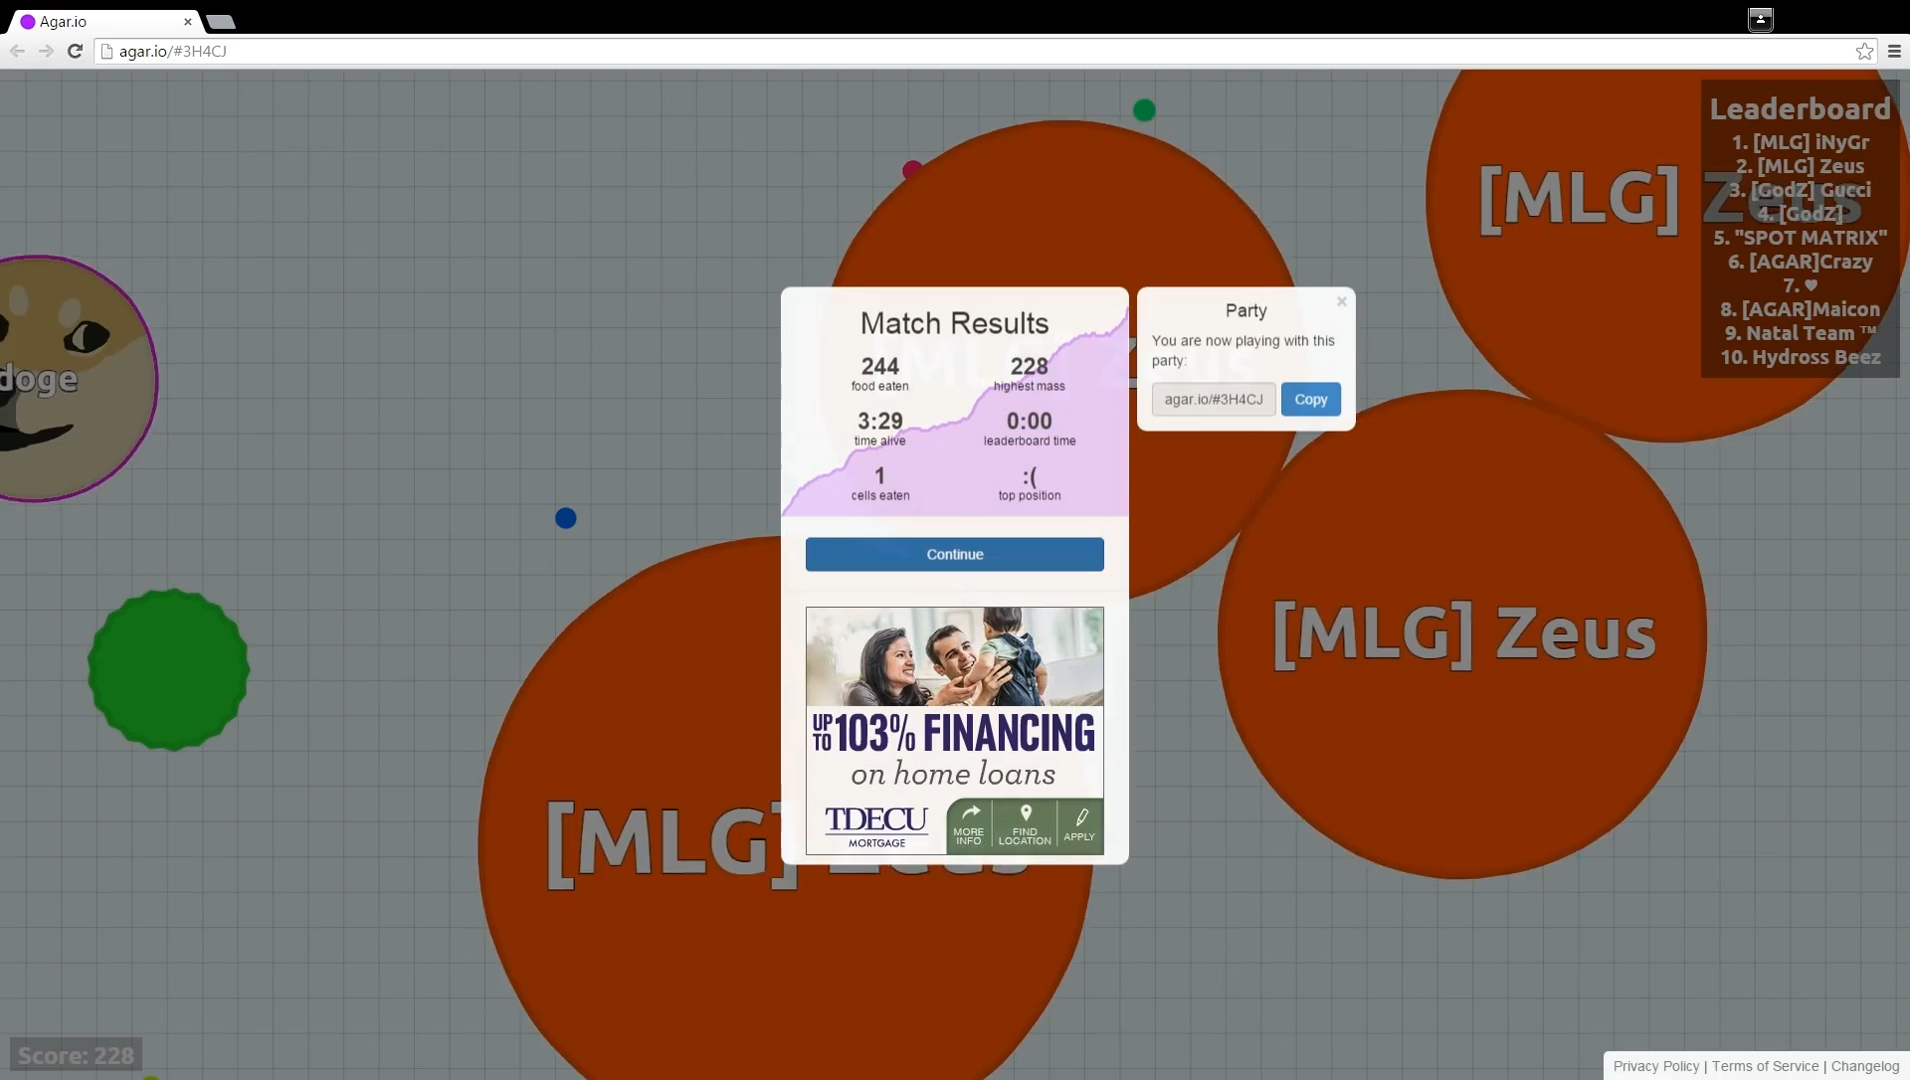 Agar.io
agar.io/#3H4CJ
Leaderboard
1. [MLG] iNyGr
2. [MLG] Zeus
3. [GodZ] Gucci
4. [GodZ]
5. "SPOT MATRIX"
6. [AGAR]Crazy
7. ♥
8. [AGAR]Maicon
9. Natal Team ™
10. Hydross Beez
[MLG] Zeus
doge
Match Results
244
food eaten
228
highest mass
3:29
time alive
0:00
leaderboard time
1
cells eaten
:(
top position
Continue
Party
×
You are now playing with this
party:
agar.io/#3H4CJ
Copy
[MLG] Zeus
[MLG] Zeus
UP TO 103% FINANCING
on home loans
TDECU
MORTGAGE
MORE INFO
FIND LOCATION
APPLY
[MLG] Zeus
Score: 228
Privacy Policy | Terms of Service | Changelog